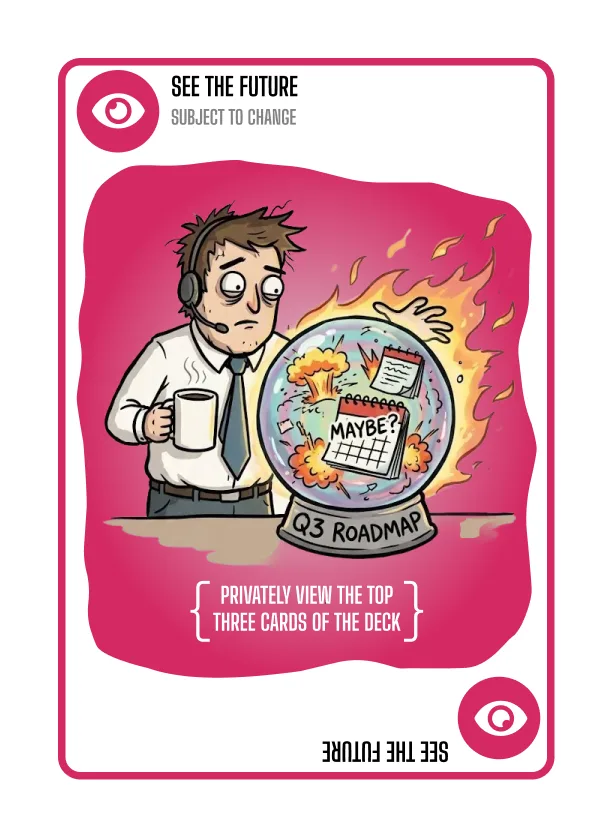 SEE THE FUTURE
SUBJECT TO CHANGE
MAYBE?
Q3 ROADMAP
PRIVATELY VIEW THE TOP
THREE CARDS OF THE DECK
SEE THE FUTURE